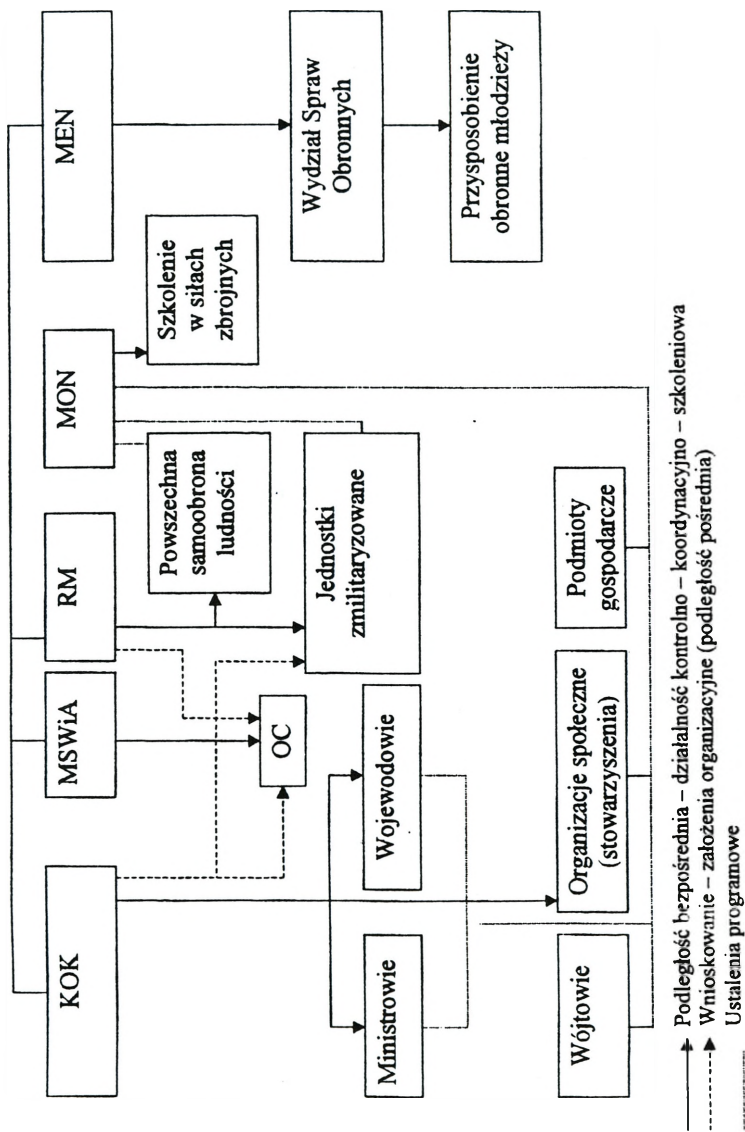 KOK
MSWiA
RM
MON
MEN
OC
Powszechna
samoobrona
ludności
Szkolenie
w siłach
zbrojnych
Jednostki
zmilitaryzowane
Wydział Spraw
Obronnych
Ministrowie
Wojewodowie
Przysposobienie
obronne młodzieży
Wójtowie
Organizacje społeczne
(stowarzyszenia)
Podmioty
gospodarcze
Podległość bezpośrednia – działalność kontrolno – koordynacyjno – szkoleniowa
Wnioskowanie – założenia organizacyjne (podległość pośrednia)
Ustalenia programowe